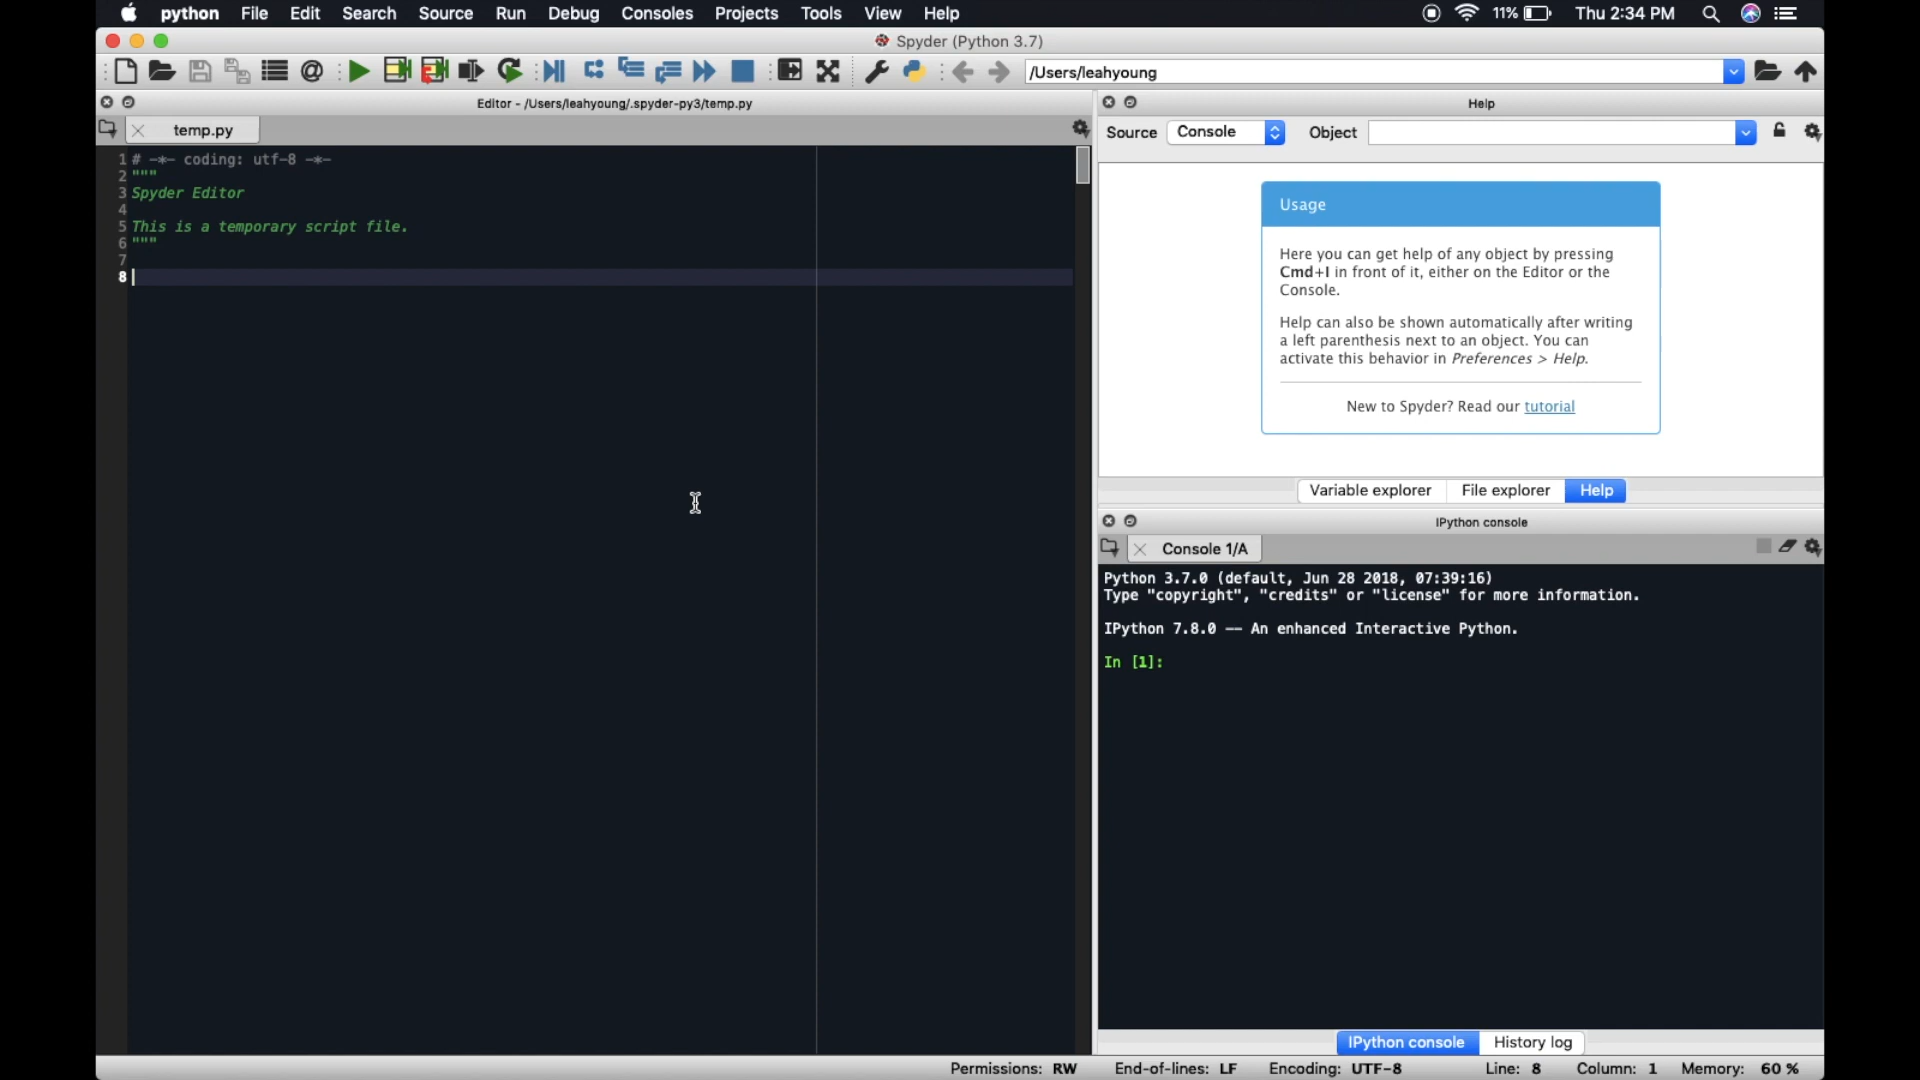 python File Edit Search Source Run Debug Consoles Projects Tools View Help 11% Thu 2:34 PM
Spyder (Python 3.7)
/Users/leahyoung
Editor - /Users/leahyoung/.spyder-py3/temp.py
temp.py
1 # -*- coding: utf-8 -*-
2 """
3 Spyder Editor
4
5 This is a temporary script file.
6 """
7
8
Help
Source Console Object
Usage
Here you can get help of any object by pressing
Cmd+I in front of it, either on the Editor or the
Console.
Help can also be shown automatically after writing
a left parenthesis next to an object. You can
activate this behavior in Preferences > Help.
New to Spyder? Read our tutorial
Variable explorer File explorer Help
IPython console
Console 1/A
Python 3.7.0 (default, Jun 28 2018, 07:39:16)
Type "copyright", "credits" or "license" for more information.
IPython 7.8.0 -- An enhanced Interactive Python.
In [1]:
IPython console History log
Permissions: RW End-of-lines: LF Encoding: UTF-8 Line: 8 Column: 1 Memory: 60 %